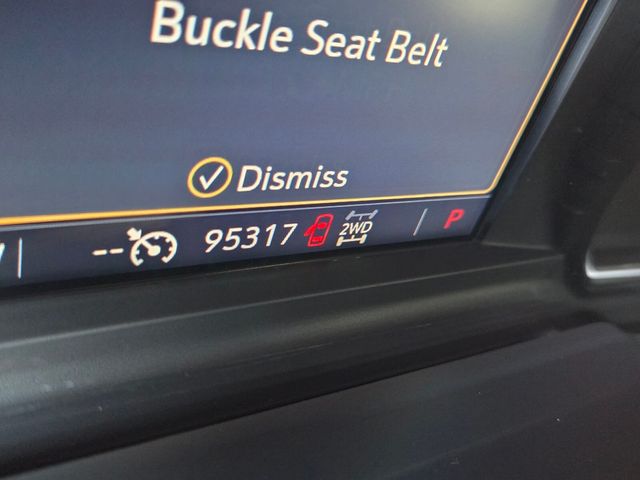 Buckle Seat Belt
Dismiss
-- 95317 2WD P